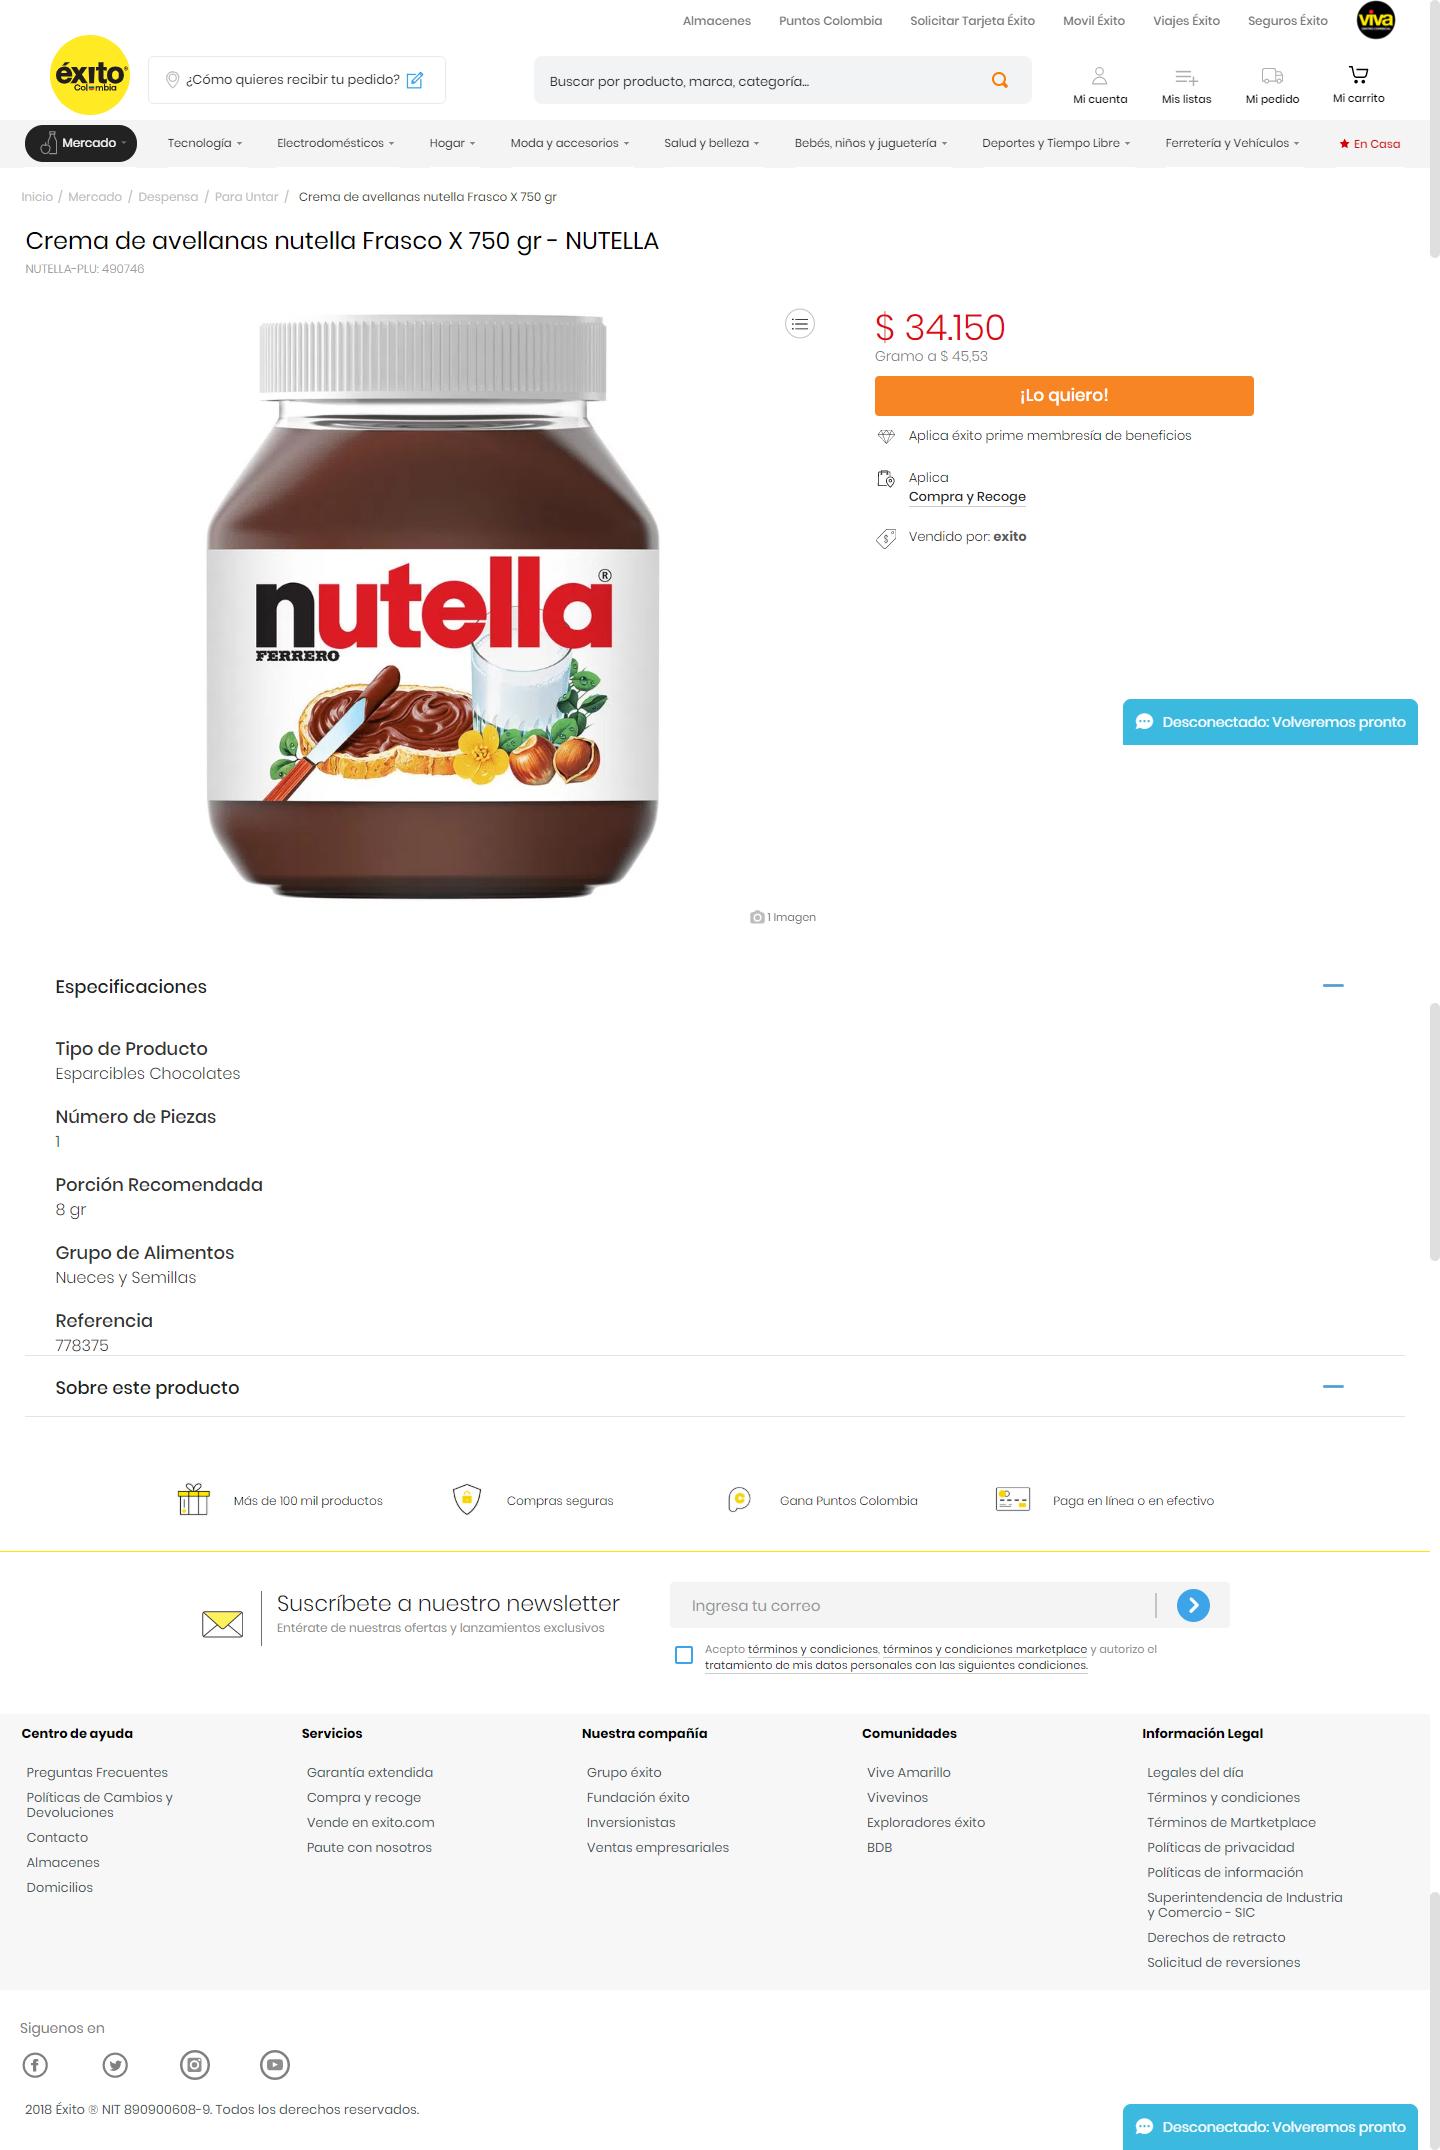 Almacenes Puntos Colombia Solicitar Tarjeta Éxito Movil Éxito Viajes Éxito Seguros Éxito viva
éxito
Colombia
¿Cómo quieres recibir tu pedido?
Buscar por producto, marca, categoría...
Mi cuenta Mis listas Mi pedido Mi carrito
Mercado Tecnología Electrodomésticos Hogar Moda y accesorios Salud y belleza Bebés, niños y juguetería Deportes y Tiempo Libre Ferretería y Vehículos En Casa
Inicio / Mercado / Despensa / Para Untar / Crema de avellanas nutella Frasco X 750 gr
Crema de avellanas nutella Frasco X 750 gr - NUTELLA
NUTELLA-PLU: 490746
nutella®
FERRERO
1 Imagen
$ 34.150
Gramo a $ 45,53
¡Lo quiero!
Aplica éxito prime membresía de beneficios
Aplica
Compra y Recoge
Vendido por: exito
Desconectado: Volveremos pronto
Especificaciones
Tipo de Producto
Esparcibles Chocolates
Número de Piezas
1
Porción Recomendada
8 gr
Grupo de Alimentos
Nueces y Semillas
Referencia
778375
Sobre este producto
Más de 100 mil productos Compras seguras Gana Puntos Colombia Paga en línea o en efectivo
Suscríbete a nuestro newsletter
Entérate de nuestras ofertas y lanzamientos exclusivos
Ingresa tu correo
Acepto términos y condiciones, términos y condiciones marketplace y autorizo el
tratamiento de mis datos personales con las siguientes condiciones.
Centro de ayuda
Preguntas Frecuentes
Políticas de Cambios y
Devoluciones
Contacto
Almacenes
Domicilios
Servicios
Garantía extendida
Compra y recoge
Vende en exito.com
Paute con nosotros
Nuestra compañía
Grupo éxito
Fundación éxito
Inversionistas
Ventas empresariales
Comunidades
Vive Amarillo
Vivevinos
Exploradores éxito
BDB
Información Legal
Legales del día
Términos y condiciones
Términos de Martketplace
Políticas de privacidad
Políticas de información
Superintendencia de Industria
y Comercio - SIC
Derechos de retracto
Solicitud de reversiones
Siguenos en
2018 Éxito ® NIT 890900608-9. Todos los derechos reservados.
Desconectado: Volveremos pronto